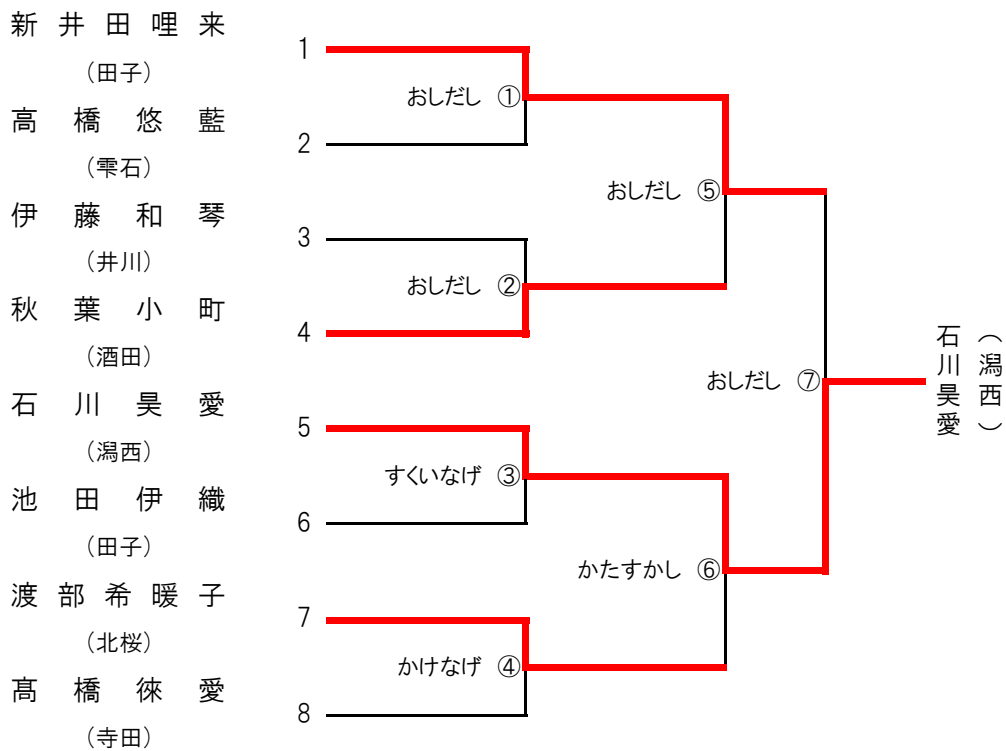 新井田哩来
（田子）
1
おしだし ①
高橋悠藍
（雫石）
2
おしだし ⑤
伊藤和琴
（井川）
3
おしだし ②
秋葉小町
（酒田）
4
おしだし ⑦
石川昊愛
（潟西）
石川昊愛
（潟西）
5
すくいなげ ③
池田伊織
（田子）
6
かたすかし ⑥
渡部希暖子
（北桜）
7
かけなげ ④
髙橋徠愛
（寺田）
8